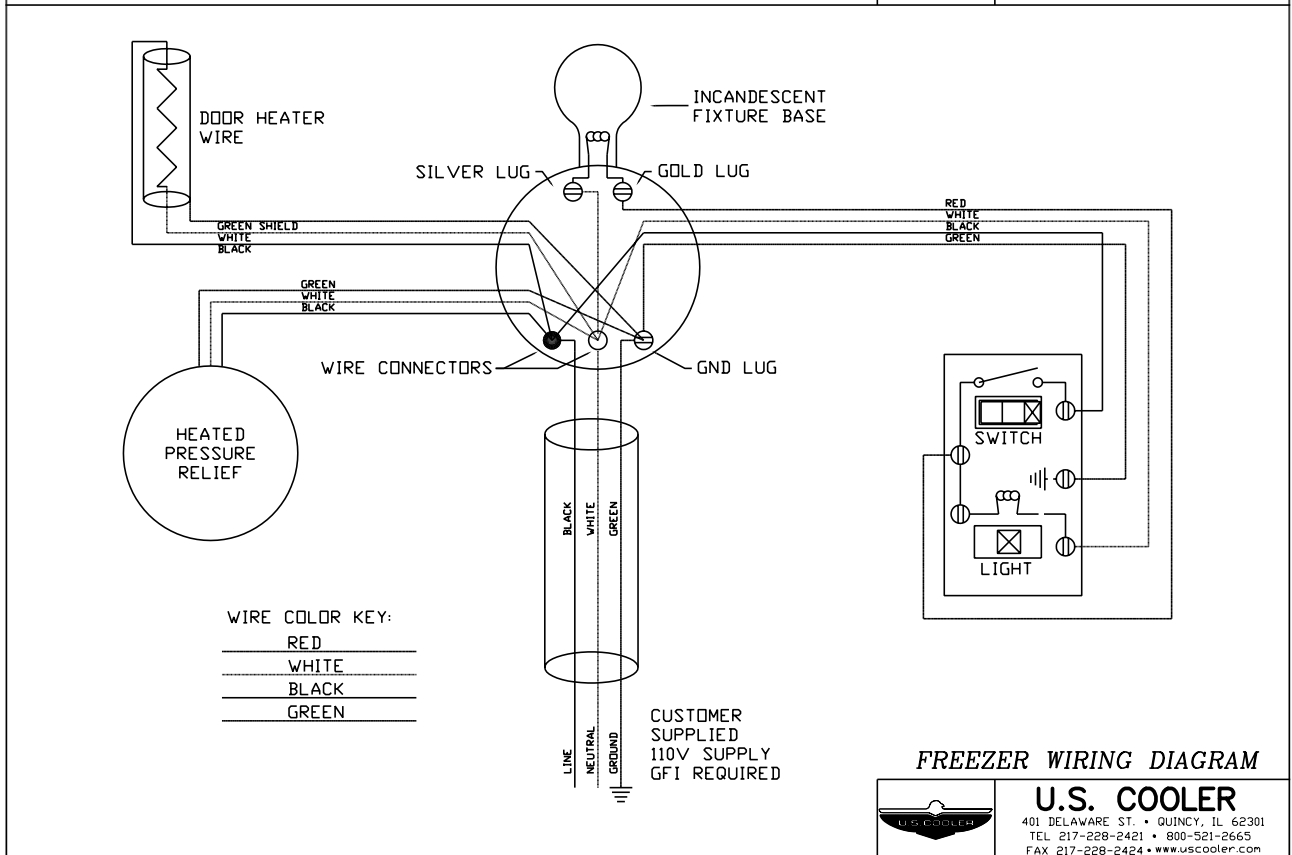 INCANDESCENT
FIXTURE BASE
DOOR HEATER
WIRE
SILVER LUG
GOLD LUG
RED
WHITE
BLACK
GREEN
GREEN SHIELD
WHITE
BLACK
GREEN
WHITE
BLACK
WIRE CONNECTORS
GND LUG
HEATED
PRESSURE
RELIEF
SWITCH
LIGHT
BLACK
WHITE
GREEN
WIRE COLOR KEY:
RED
WHITE
BLACK
GREEN
LINE
NEUTRAL
GROUND
CUSTOMER
SUPPLIED
110V SUPPLY
GFI REQUIRED
FREEZER WIRING DIAGRAM
U.S. COOLER
U.S. COOLER
401 DELAWARE ST. • QUINCY, IL 62301
TEL 217-228-2421 • 800-521-2665
FAX 217-228-2424 • www.uscooler.com